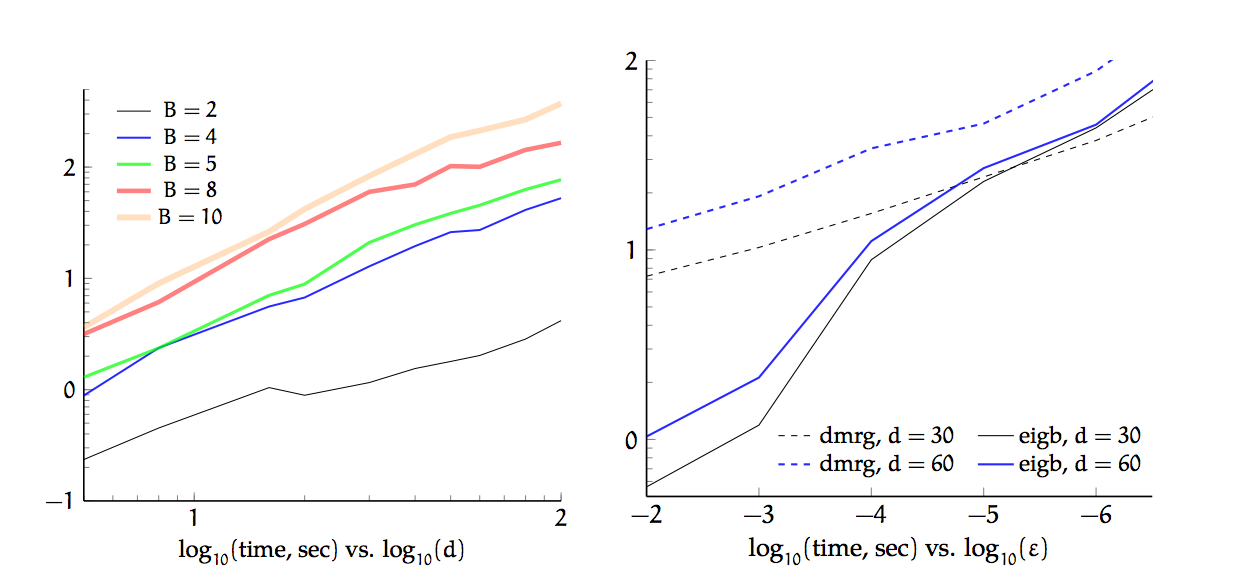 B = 2
B = 4
B = 5
B = 8
B = 10
2
1
0
−1
1 2
log₁₀(time, sec) vs. log₁₀(d)
2
1
0
dmrg, d = 30 eigb, d = 30
dmrg, d = 60 eigb, d = 60
−2 −3 −4 −5 −6
log₁₀(time, sec) vs. log₁₀(ε)